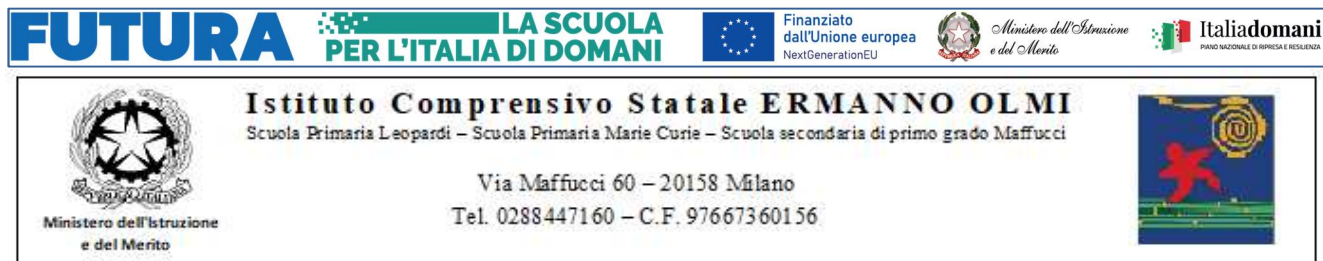 FUTURA
LA SCUOLA
PER L'ITALIA DI DOMANI
Finanziato
dall'Unione europea
NextGenerationEU
Ministero dell'Istruzione
e del Merito
Italiadomani
PIANO NAZIONALE DI RIPRESA E RESILIENZA
Istituto Comprensivo Statale ERMANNO OLMI
Scuola Primaria Leopardi – Scuola Primaria Marie Curie – Scuola secondaria di primo grado Maffucci
Via Maffucci 60 – 20158 Milano
Tel. 0288447160 – C.F. 97667360156
Ministero dell'Istruzione
e del Merito